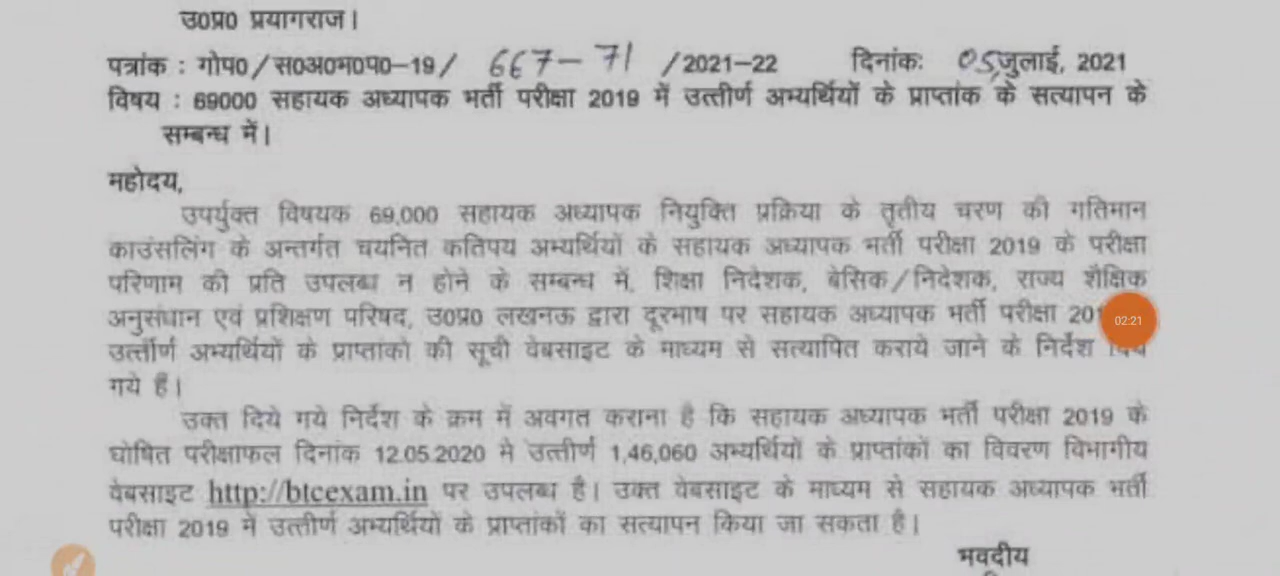 उ0प्र0 प्रयागराज।
पत्रांक : गोप0/स0अ0भ0प0–19/ 667–71 /2021–22 दिनांकः 05जुलाई, 2021
विषय : 69000 सहायक अध्यापक भर्ती परीक्षा 2019 में उत्तीर्ण अभ्यर्थियों के प्राप्तांक के सत्यापन के
सम्बन्ध में।
महोदय,
उपर्युक्त विषयक 69,000 सहायक अध्यापक नियुक्ति प्रक्रिया के तृतीय चरण की गतिमान
काउंसलिंग के अन्तर्गत चयनित कतिपय अभ्यर्थियों के सहायक अध्यापक भर्ती परीक्षा 2019 के परीक्षा
परिणाम की प्रति उपलब्ध न होने के सम्बन्ध में, शिक्षा निदेशक, बेसिक/निदेशक, राज्य शैक्षिक
अनुसंधान एवं प्रशिक्षण परिषद, उ0प्र0 लखनऊ द्वारा दूरभाष पर सहायक अध्यापक भर्ती परीक्षा 02:21
उत्तीर्ण अभ्यर्थियों के प्राप्तांको की सूची वेबसाइट के माध्यम से सत्यापित कराये जाने के निर्देश
गये हैं।
उक्त दिये गये निर्देश के क्रम में अवगत कराना है कि सहायक अध्यापक भर्ती परीक्षा 2019 के
घोषित परीक्षाफल दिनांक 12.05.2020 मे उत्तीर्ण 1,46,060 अभ्यर्थियों के प्राप्तांकों का विवरण विभागीय
वेबसाइट http://btcexam.in पर उपलब्ध है। उक्त वेबसाइट के माध्यम से सहायक अध्यापक भर्ती
परीक्षा 2019 में उत्तीर्ण अभ्यर्थियों के प्राप्तांकों का सत्यापन किया जा सकता है।
भवदीय